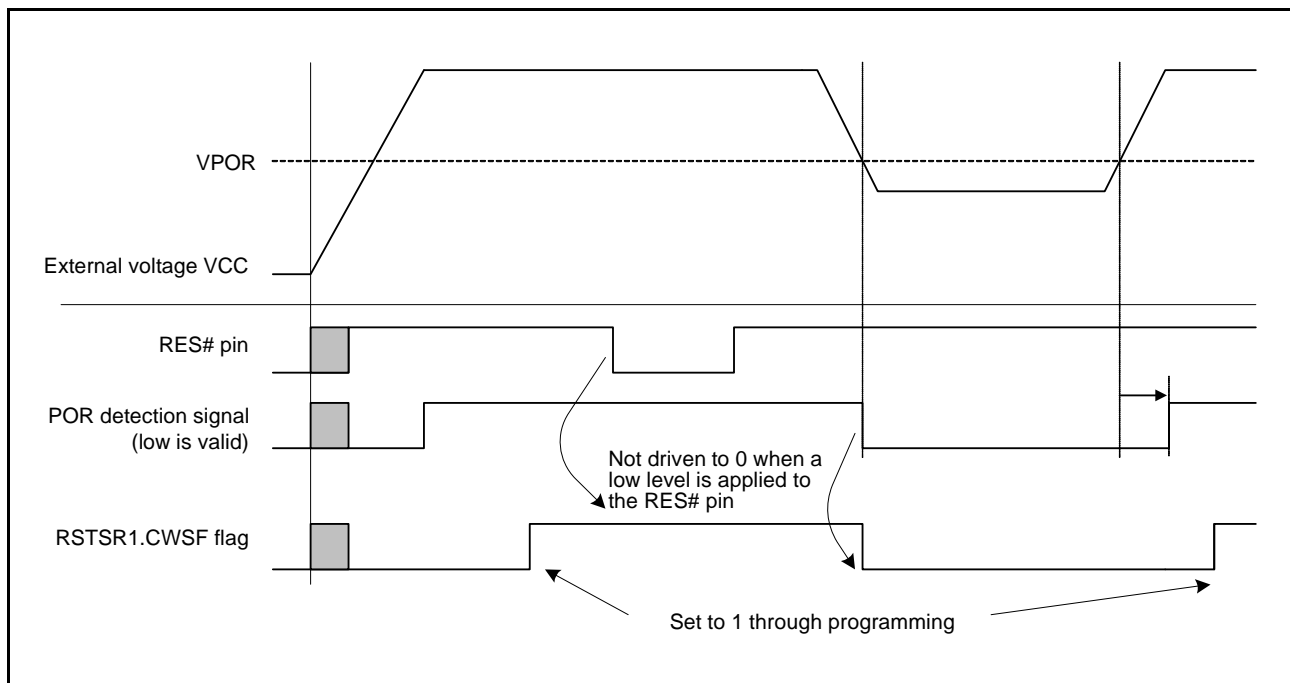 VPOR
External voltage VCC
RES# pin
POR detection signal
(low is valid)
Not driven to 0 when a
low level is applied to
the RES# pin
RSTSR1.CWSF flag
Set to 1 through programming